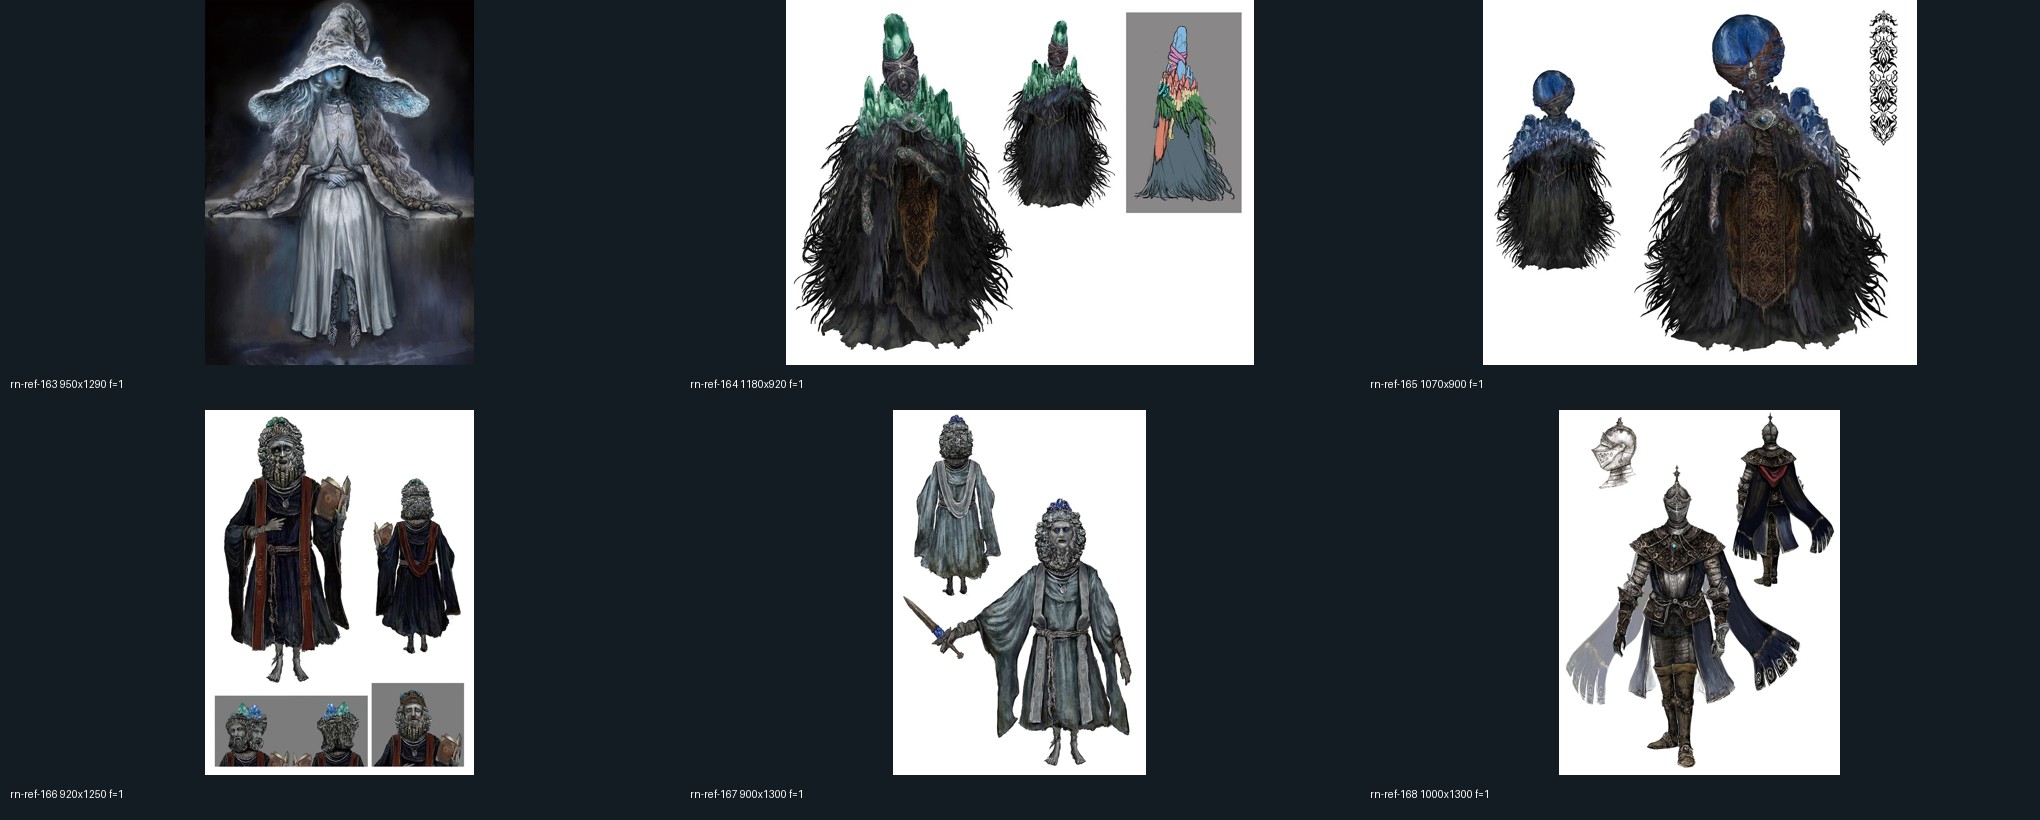 rn-ref-163 950x1290 f=1
rn-ref-164 1180x920 f=1
rn-ref-165 1070x900 f=1
rn-ref-166 920x1250 f=1
rn-ref-167 900x1300 f=1
rn-ref-168 1000x1300 f=1